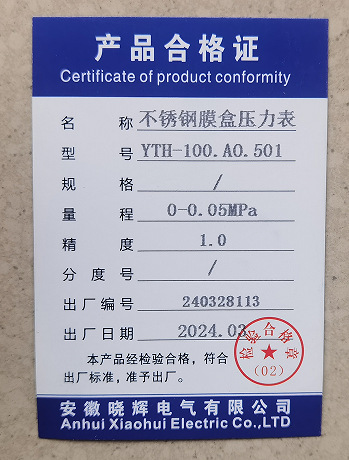 产品合格证
Certificate of product conformity
名 称 不锈钢膜盒压力表
型 号 YTH-100.AO.501
规 格 /
量 程 0-0.05MPa
精 度 1.0
分 度 号 /
出 厂 编 号 240328113
出 厂 日 期 2024.03
检验合格章
(02)
本产品经检验合格，符合
出厂标准，准予出厂。
安徽晓辉电气有限公司
Anhui Xiaohui Electric Co.,LTD